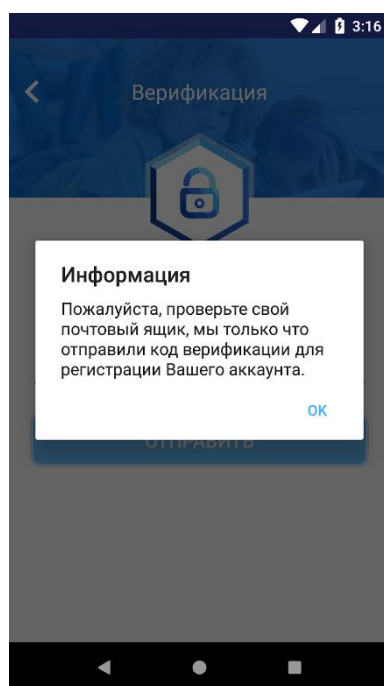 3:16
Верификация
Информация
Пожалуйста, проверьте свой
почтовый ящик, мы только что
отправили код верификации для
регистрации Вашего аккаунта.
ОК
ОТПРАВИТЬ